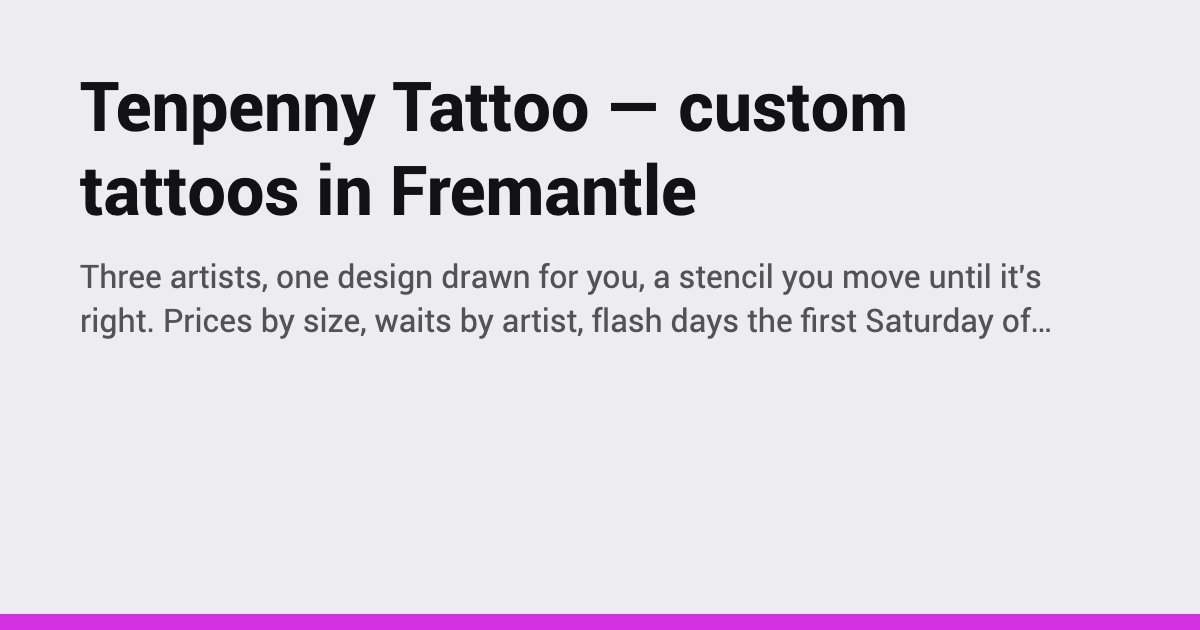 Tenpenny Tattoo — custom
tattoos in Fremantle
Three artists, one design drawn for you, a stencil you move until it's
right. Prices by size, waits by artist, flash days the first Saturday of...